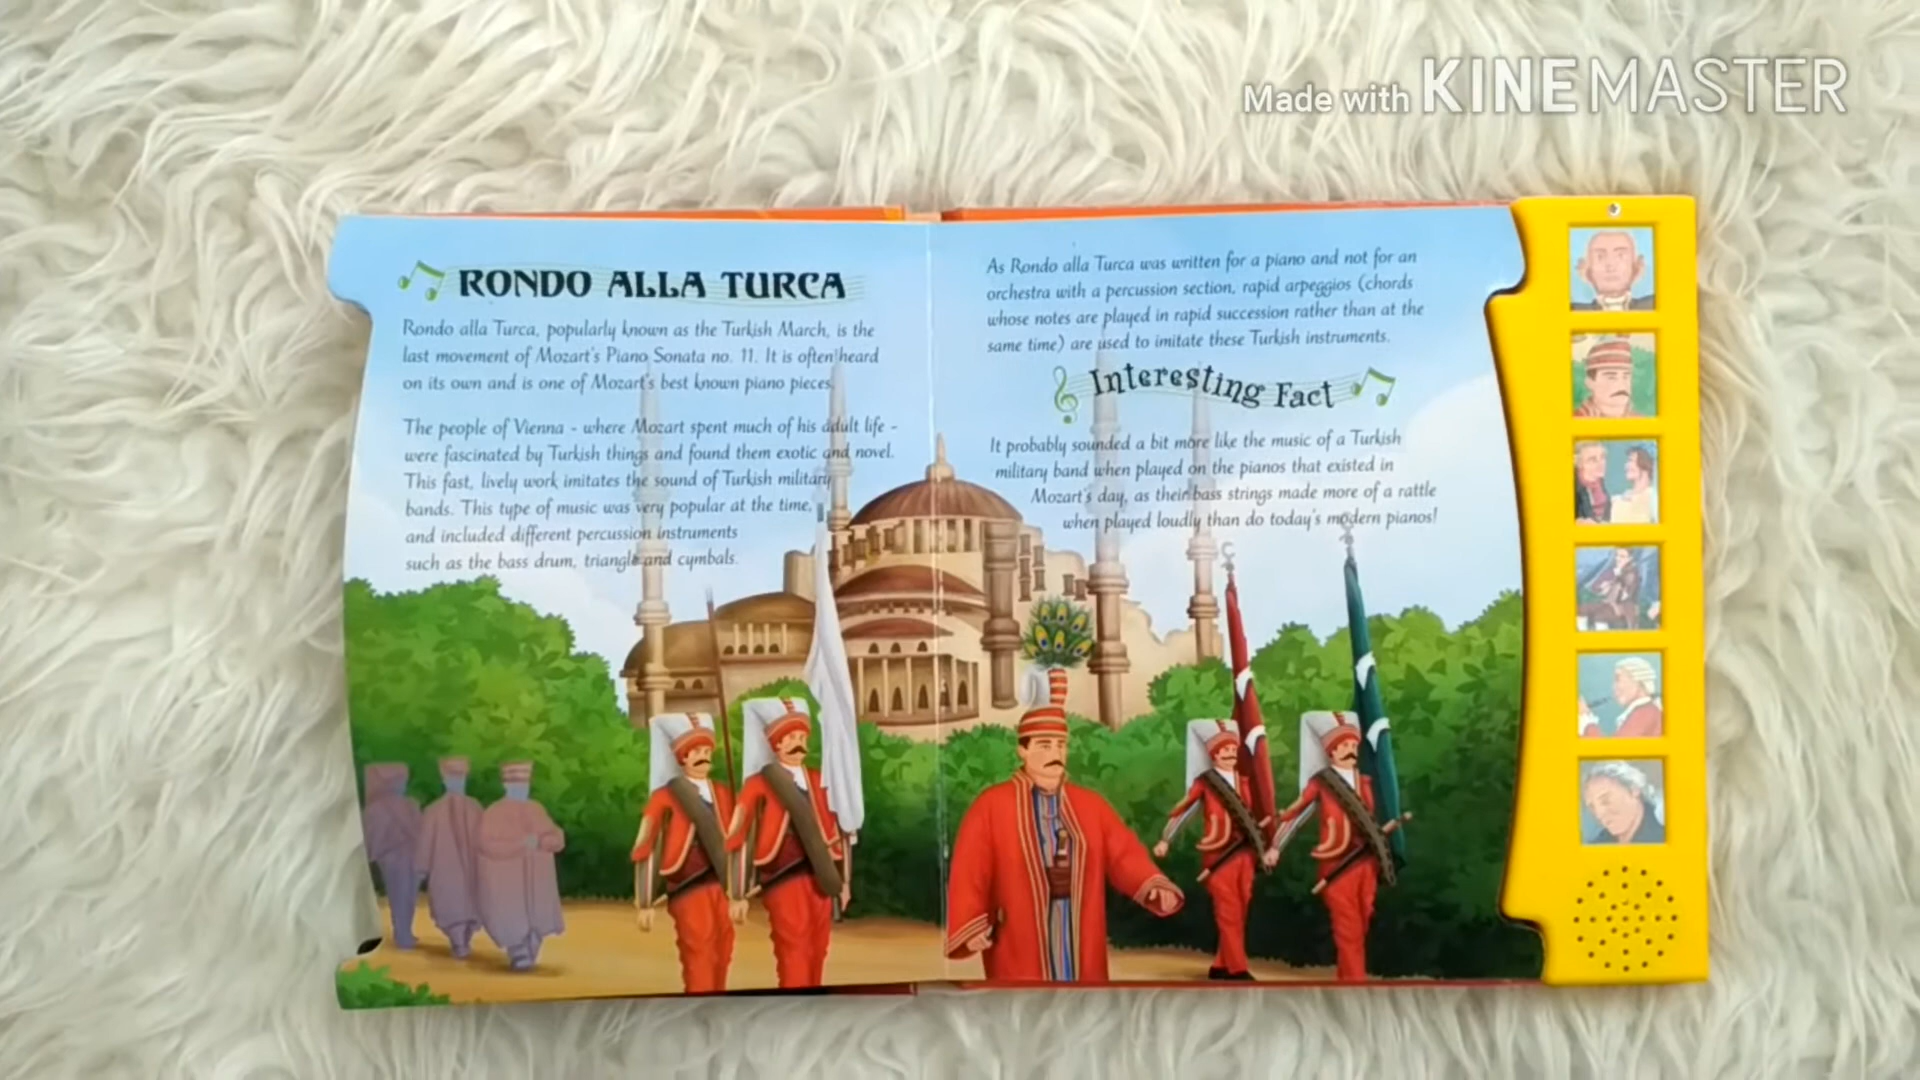 Made with KINEMASTER
RONDO ALLA TURCA
Rondo alla Turca, popularly known as the Turkish March, is the
last movement of Mozart's Piano Sonata no. 11. It is often heard
on its own and is one of Mozart's best known piano pieces.
The people of Vienna - where Mozart spent much of his adult life -
were fascinated by Turkish things and found them exotic and novel.
This fast, lively work imitates the sound of Turkish military
bands. This type of music was very popular at the time,
and included different percussion instruments
such as the bass drum, triangle and cymbals.
As Rondo alla Turca was written for a piano and not for an
orchestra with a percussion section, rapid arpeggios (chords
whose notes are played in rapid succession rather than at the
same time) are used to imitate these Turkish instruments.
Interesting Fact
It probably sounded a bit more like the music of a Turkish
military band when played on the pianos that existed in
Mozart's day, as their bass strings made more of a rattle
when played loudly than do today's modern pianos!